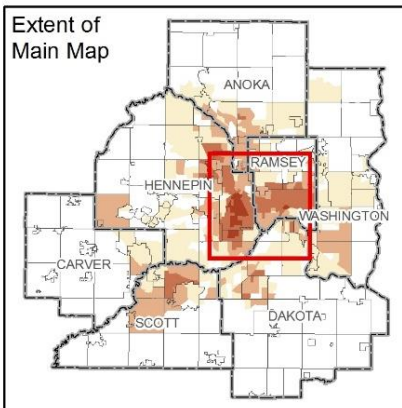 Extent of
Main Map
ANOKA
RAMSEY
HENNEPIN
WASHINGTON
CARVER
SCOTT
DAKOTA